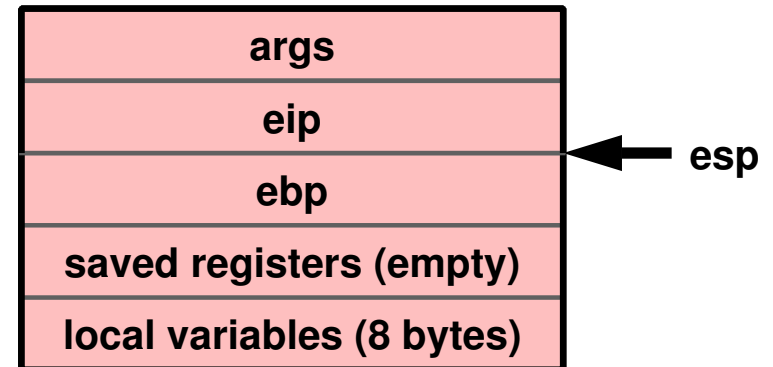 args
eip
esp
ebp
saved registers (empty)
local variables (8 bytes)